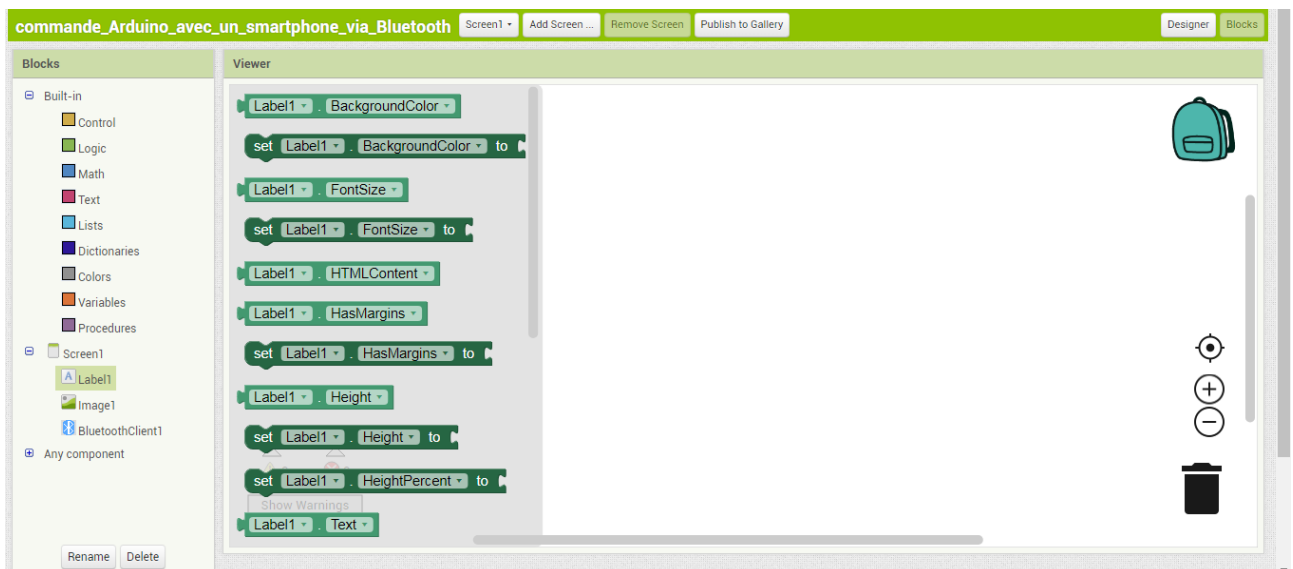 commande_Arduino_avec_un_smartphone_via_Bluetooth Screen1 Add Screen ... Remove Screen Publish to Gallery Designer Blocks
Blocks
Built-in
Control
Logic
Math
Text
Lists
Dictionaries
Colors
Variables
Procedures
Screen1
Label1
Image1
BluetoothClient1
Any component
Rename Delete
Viewer
Label1 . BackgroundColor
set Label1 . BackgroundColor to
Label1 . FontSize
set Label1 . FontSize to
Label1 . HTMLContent
Label1 . HasMargins
set Label1 . HasMargins to
Label1 . Height
set Label1 . Height to
set Label1 . HeightPercent to
Show Warnings
Label1 . Text